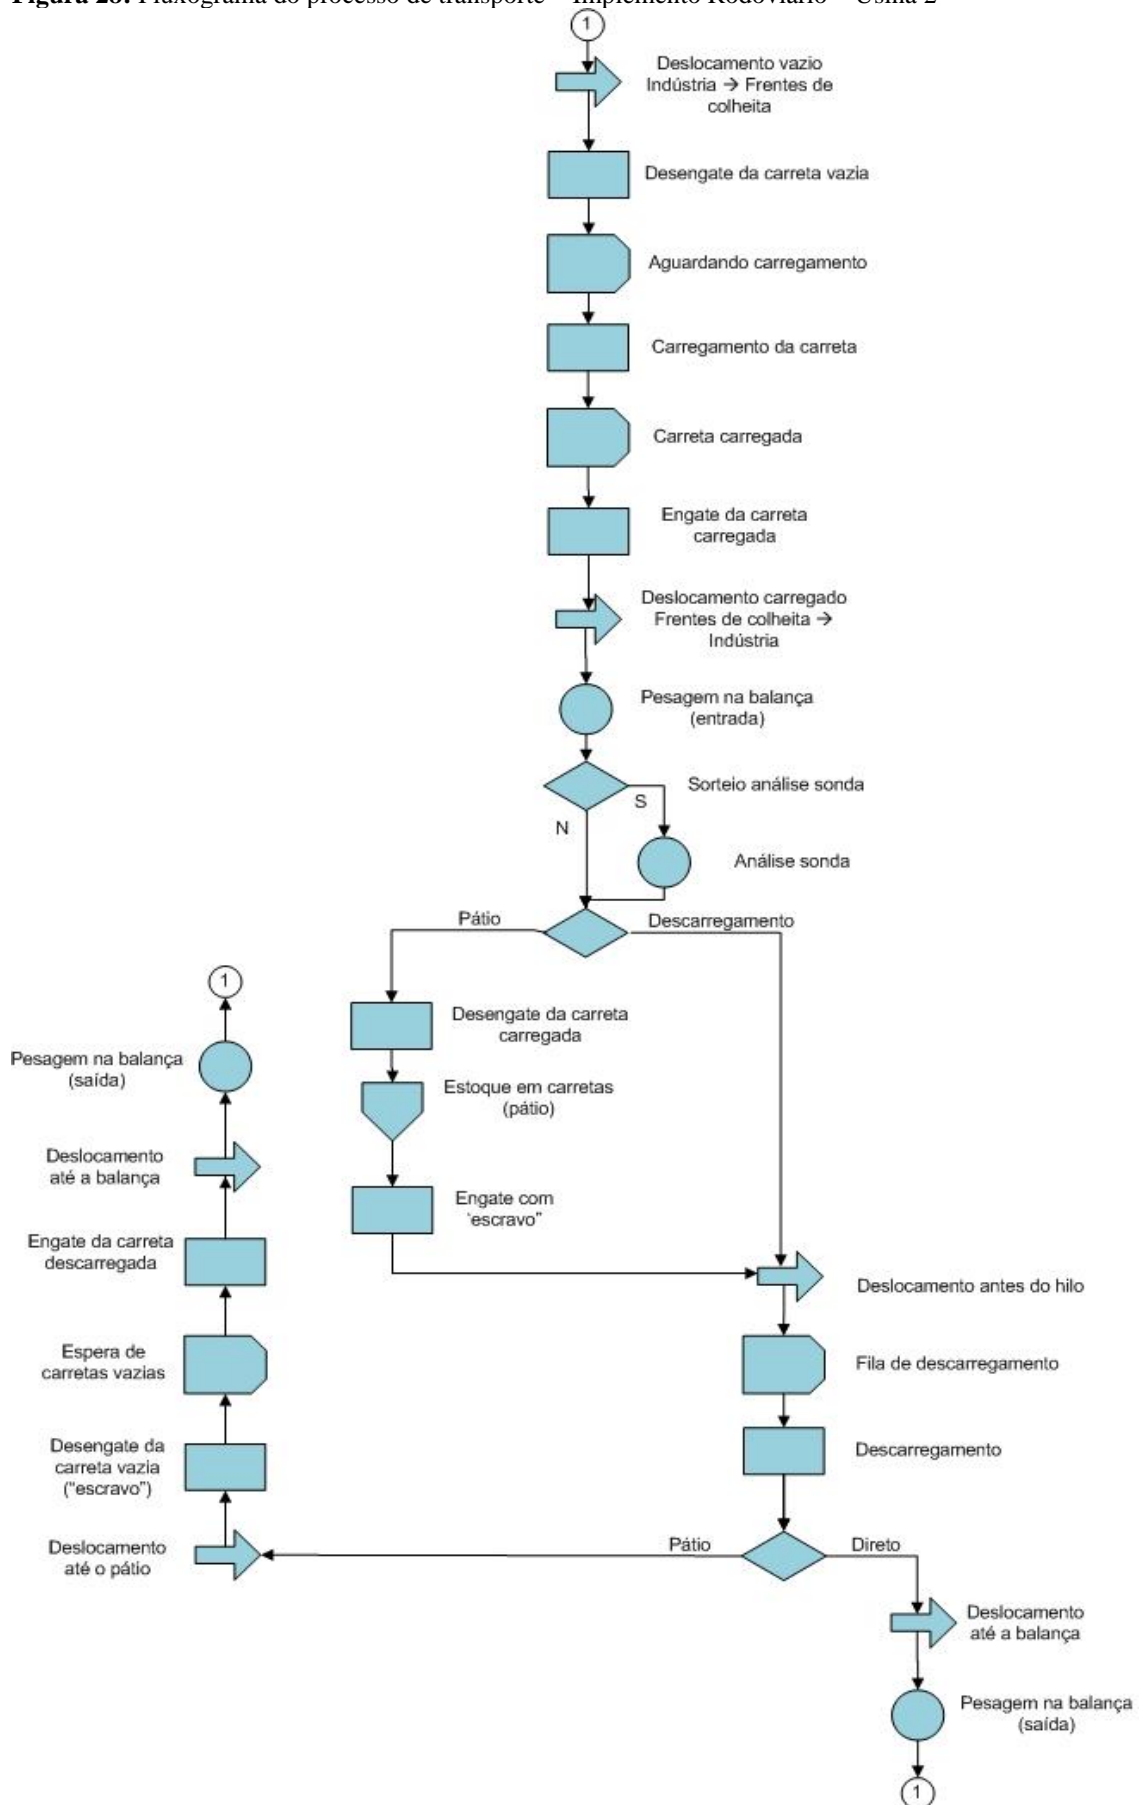 Figura 28: Fluxograma do processo de transporte – Implemento Rodoviário – Usina 2
1
Deslocamento vazio
Indústria → Frentes de
colheita
Desengate da carreta vazia
Aguardando carregamento
Carregamento da carreta
Carreta carregada
Engate da carreta
carregada
Deslocamento carregado
Frentes de colheita →
Indústria
Pesagem na balança
(entrada)
Sorteio análise sonda
S
N
Análise sonda
Pátio
Descarregamento
1
Desengate da carreta
carregada
Pesagem na balança
(saída)
Estoque em carretas
(pátio)
Deslocamento
até a balança
Engate com
‘escravo”
Engate da carreta
descarregada
Deslocamento antes do hilo
Espera de
carretas vazias
Fila de descarregamento
Desengate da
carreta vazia
(“escravo”)
Descarregamento
Deslocamento
até o pátio
Pátio
Direto
Deslocamento
até a balança
Pesagem na balança
(saída)
1